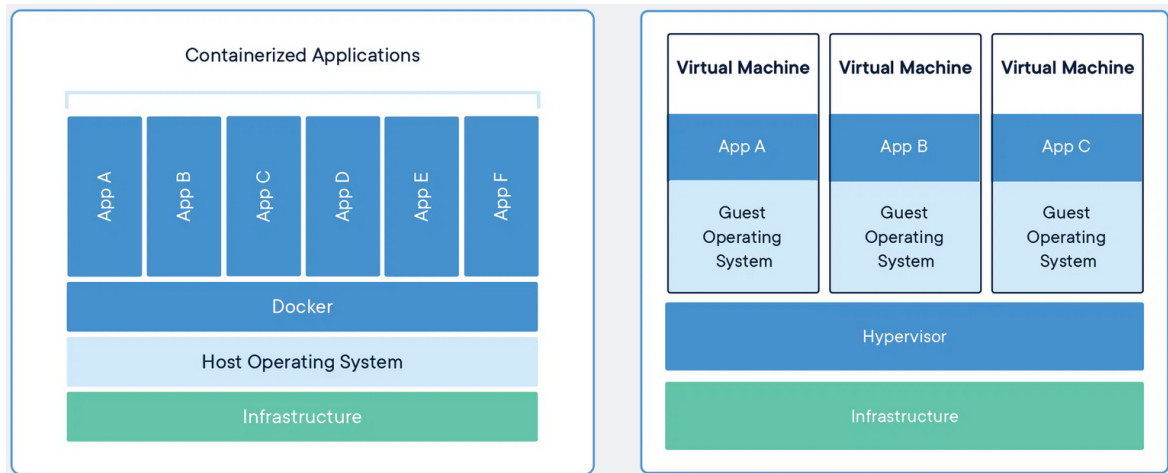 Containerized Applications
App A
App B
App C
App D
App E
App F
Docker
Host Operating System
Infrastructure
Virtual Machine
App A
Guest
Operating
System
Virtual Machine
App B
Guest
Operating
System
Virtual Machine
App C
Guest
Operating
System
Hypervisor
Infrastructure